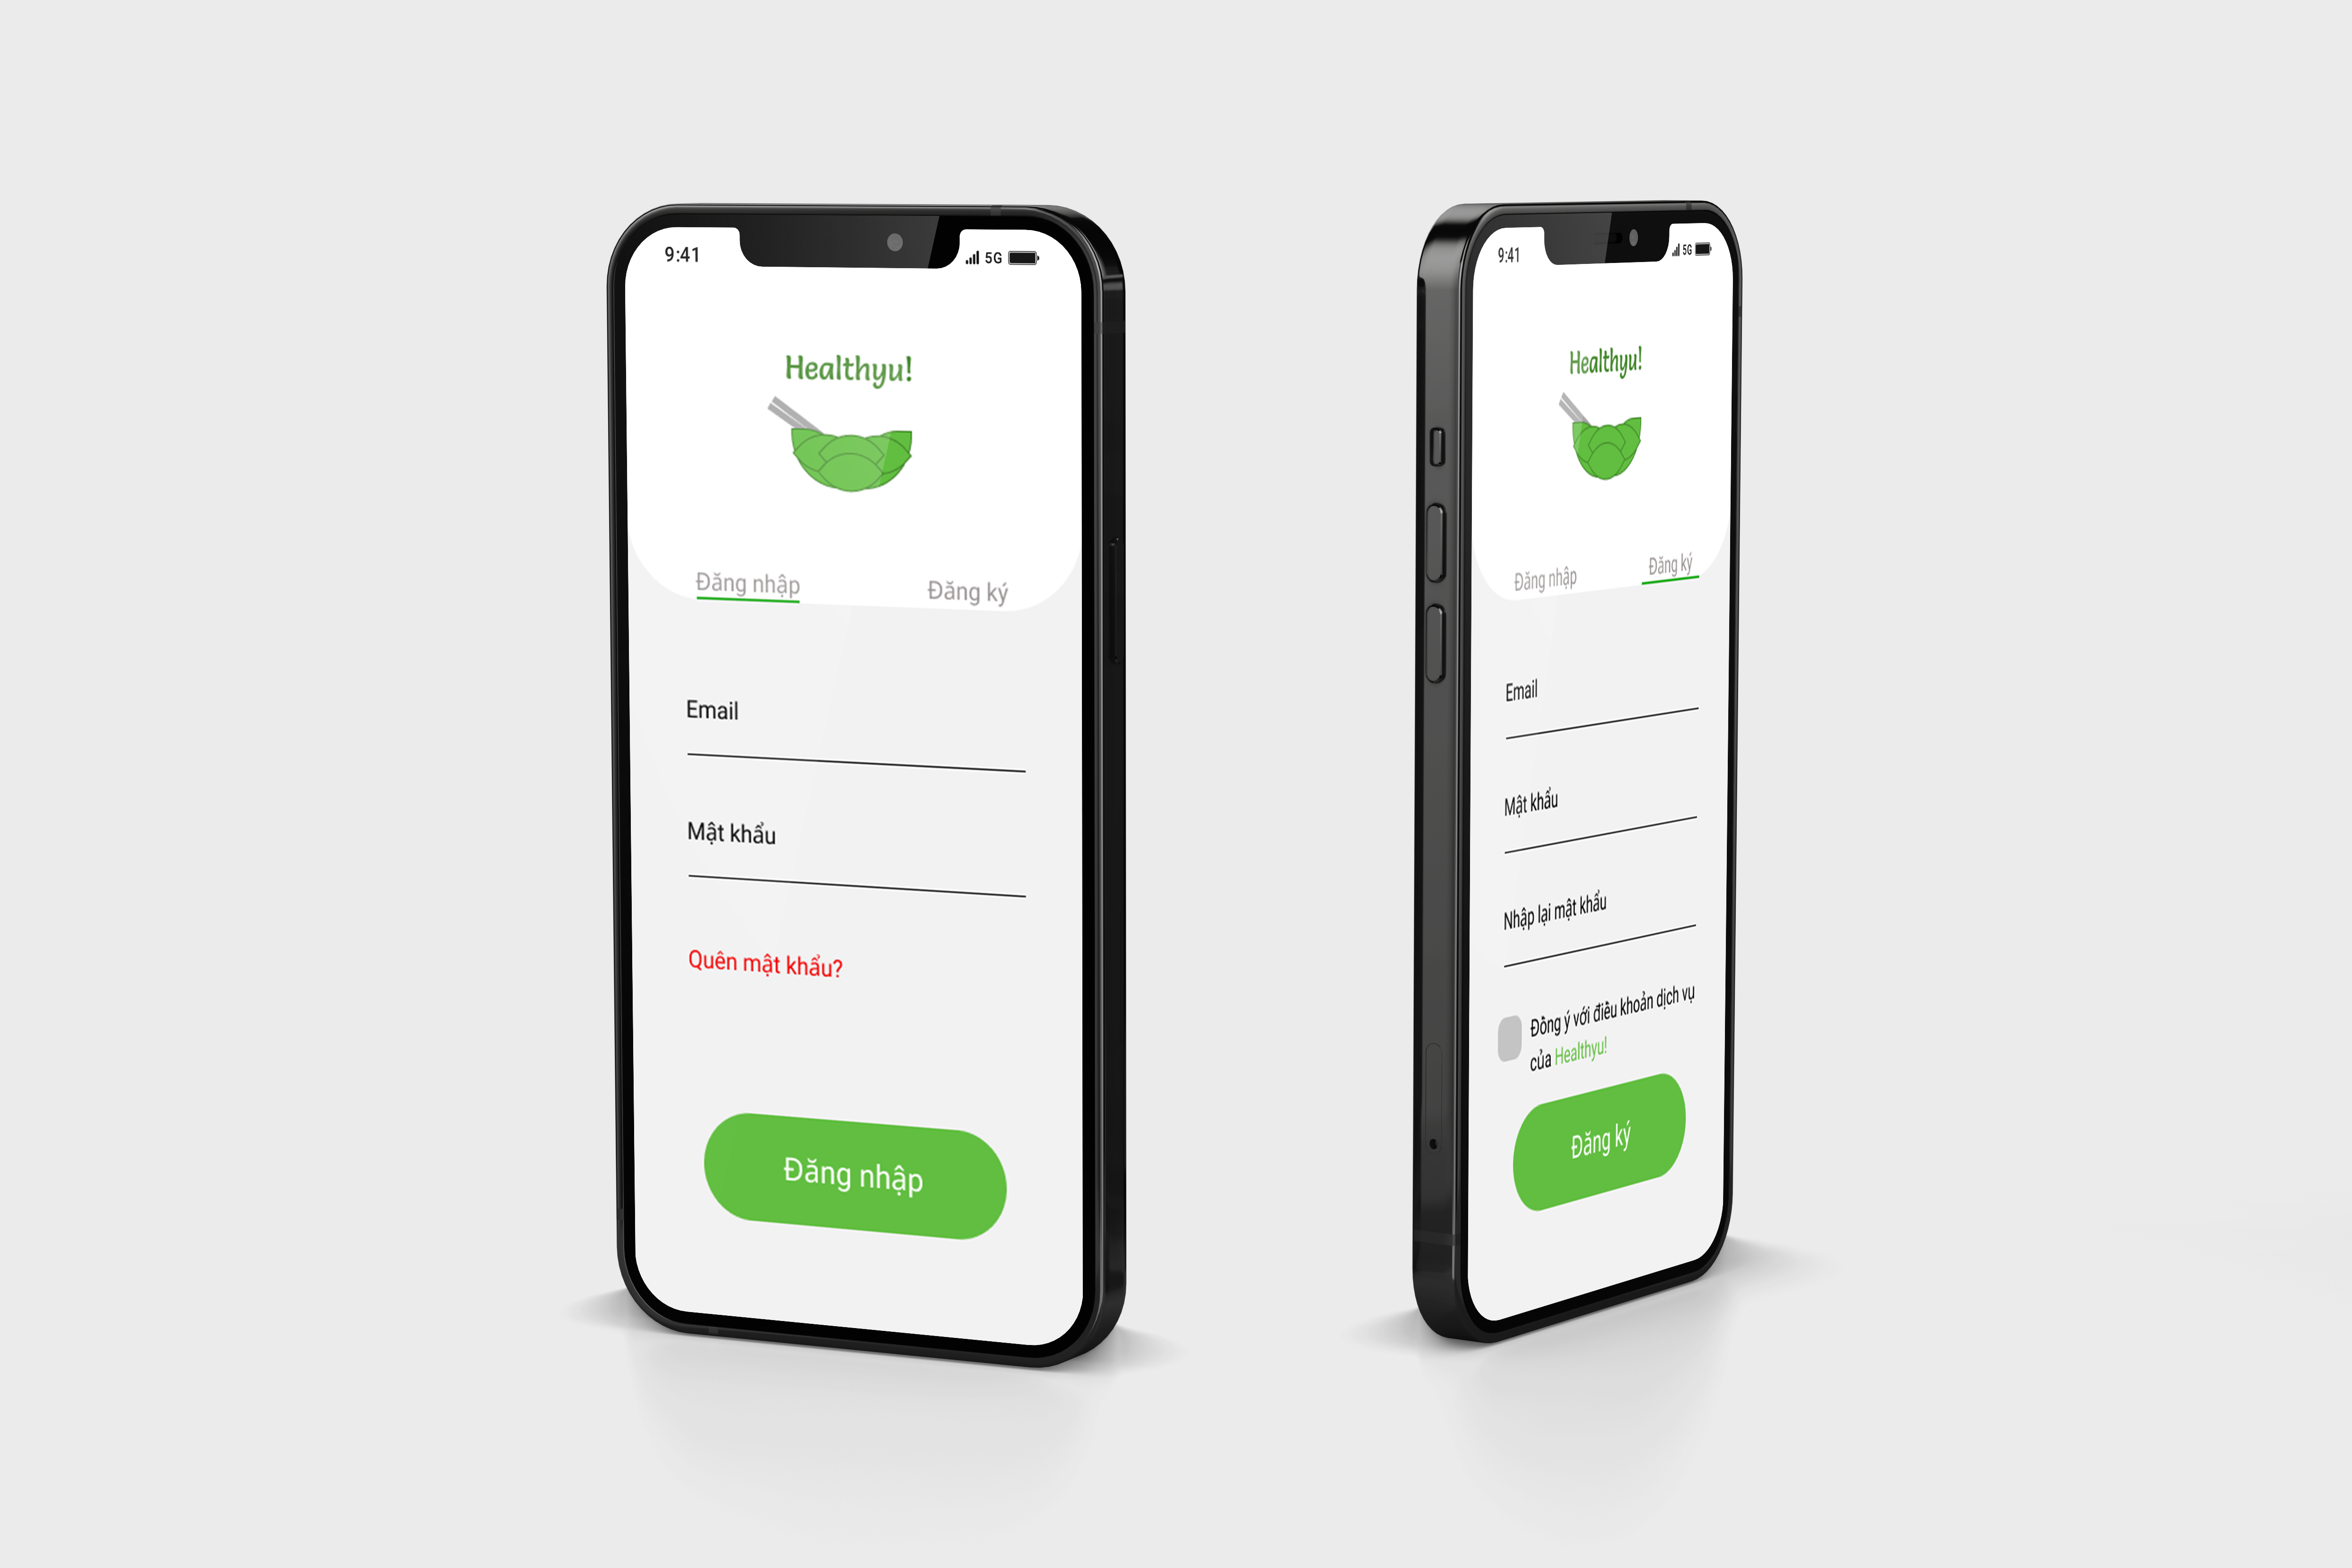 9:41
5G
Healthyu!
Đăng nhập
Đăng ký
Email
Mật khẩu
Quên mật khẩu?
Đăng nhập
9:41
5G
Healthyu!
Đăng nhập
Đăng ký
Email
Mật khẩu
Nhập lại mật khẩu
Đồng ý với điều khoản dịch vụ
của Healthyu!
Đăng ký